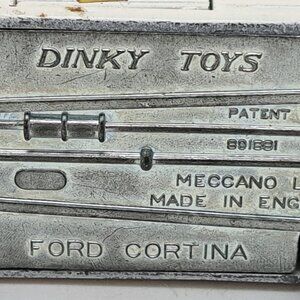 DINKY TOYS
PATENT
891881
MECCANO L
MADE IN ENG
FORD CORTINA